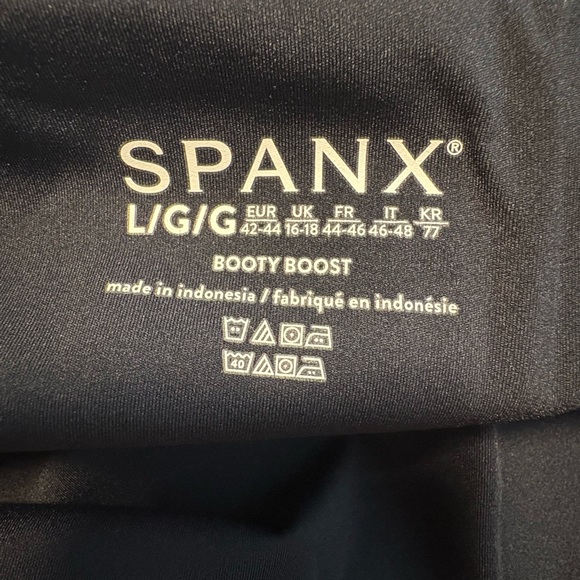 SPANX®
L/G/G EUR 42-44 UK 16-18 FR 44-46 IT 46-48 KR 77
BOOTY BOOST
made in indonesia / fabriqué en indonésie
40